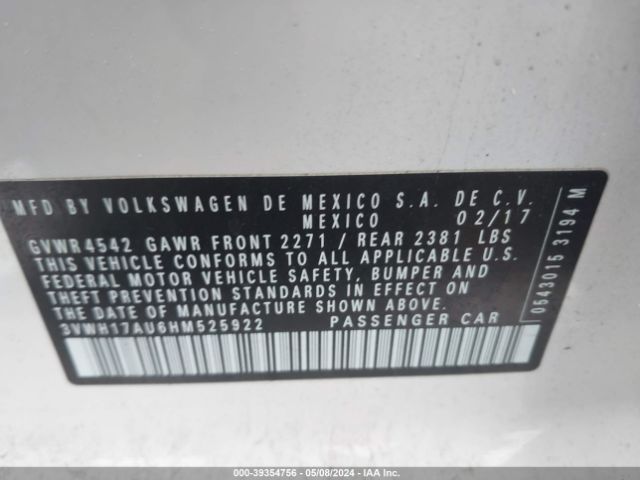 MFD BY VOLKSWAGEN DE MEXICO S.A. DE C.V.
MEXICO 02/17
GVWR4542 GAWR FRONT 2271 / REAR 2381 LBS
THIS VEHICLE CONFORMS TO ALL APPLICABLE U.S.
FEDERAL MOTOR VEHICLE SAFETY, BUMPER AND
THEFT PREVENTION STANDARDS IN EFFECT ON
THE DATE OF MANUFACTURE SHOWN ABOVE.
3VWH17AU6HM525922 PASSENGER CAR
0543015 3194 M
000-39354756 - 05/08/2024 - IAA Inc.